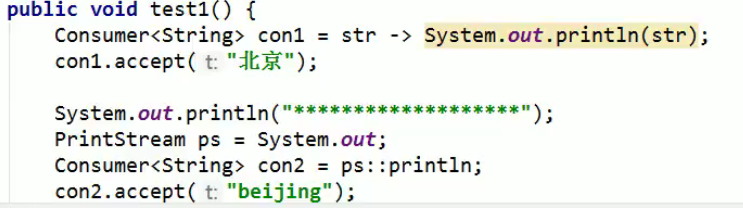 public void test1() {
    Consumer<String> con1 = str -> System.out.println(str);
    con1.accept( t: "北京");

    System.out.println("*******************");
    PrintStream ps = System.out;
    Consumer<String> con2 = ps::println;
    con2.accept( t: "beijing");